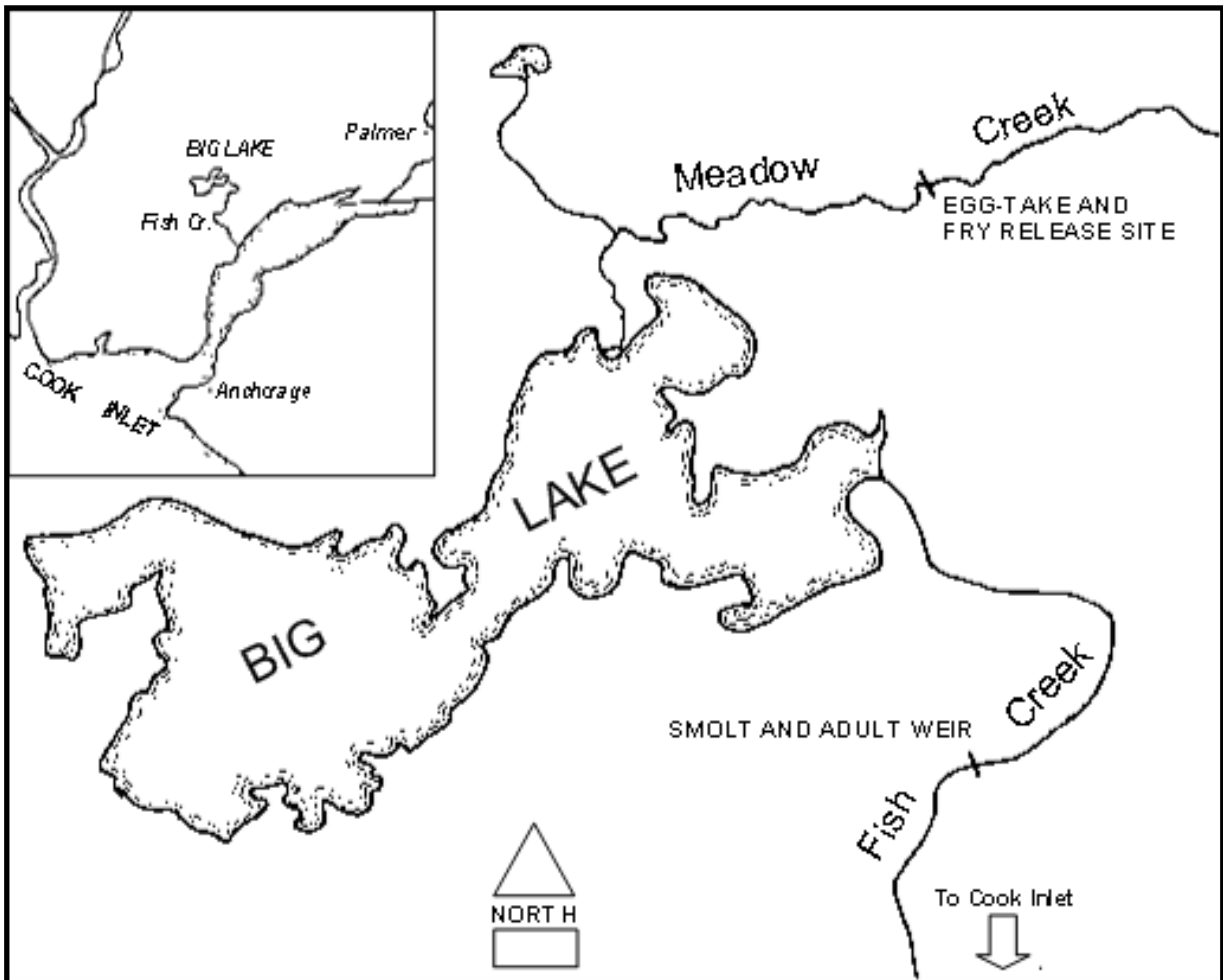 Palmer
BIG LAKE
Fish Cr.
COOK INLET
Anchorage
Meadow Creek
EGG-TAKE AND
FRY RELEASE SITE
BIG LAKE
SMOLT AND ADULT WEIR
Fish Creek
NORTH
To Cook Inlet